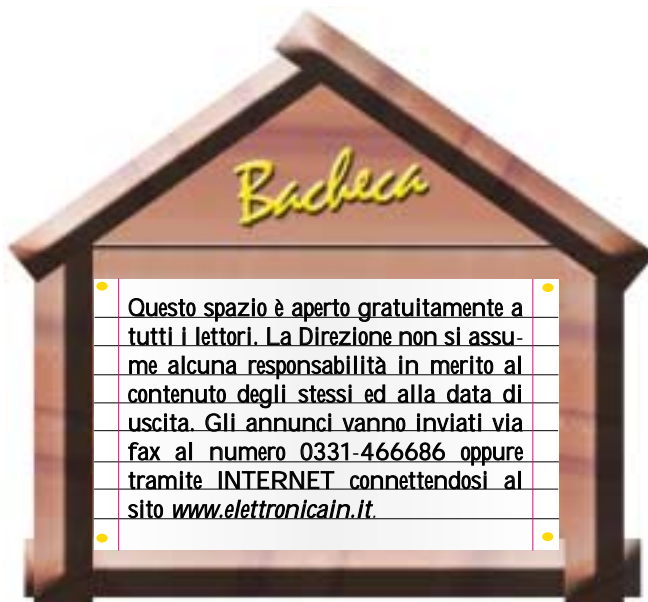 Bacheca
Questo spazio è aperto gratuitamente a
tutti i lettori. La Direzione non si assu-
me alcuna responsabilità in merito al
contenuto degli stessi ed alla data di
uscita. Gli annunci vanno inviati via
fax al numero 0331-466686 oppure
tramite INTERNET connettendosi al
sito www.elettronicain.it.